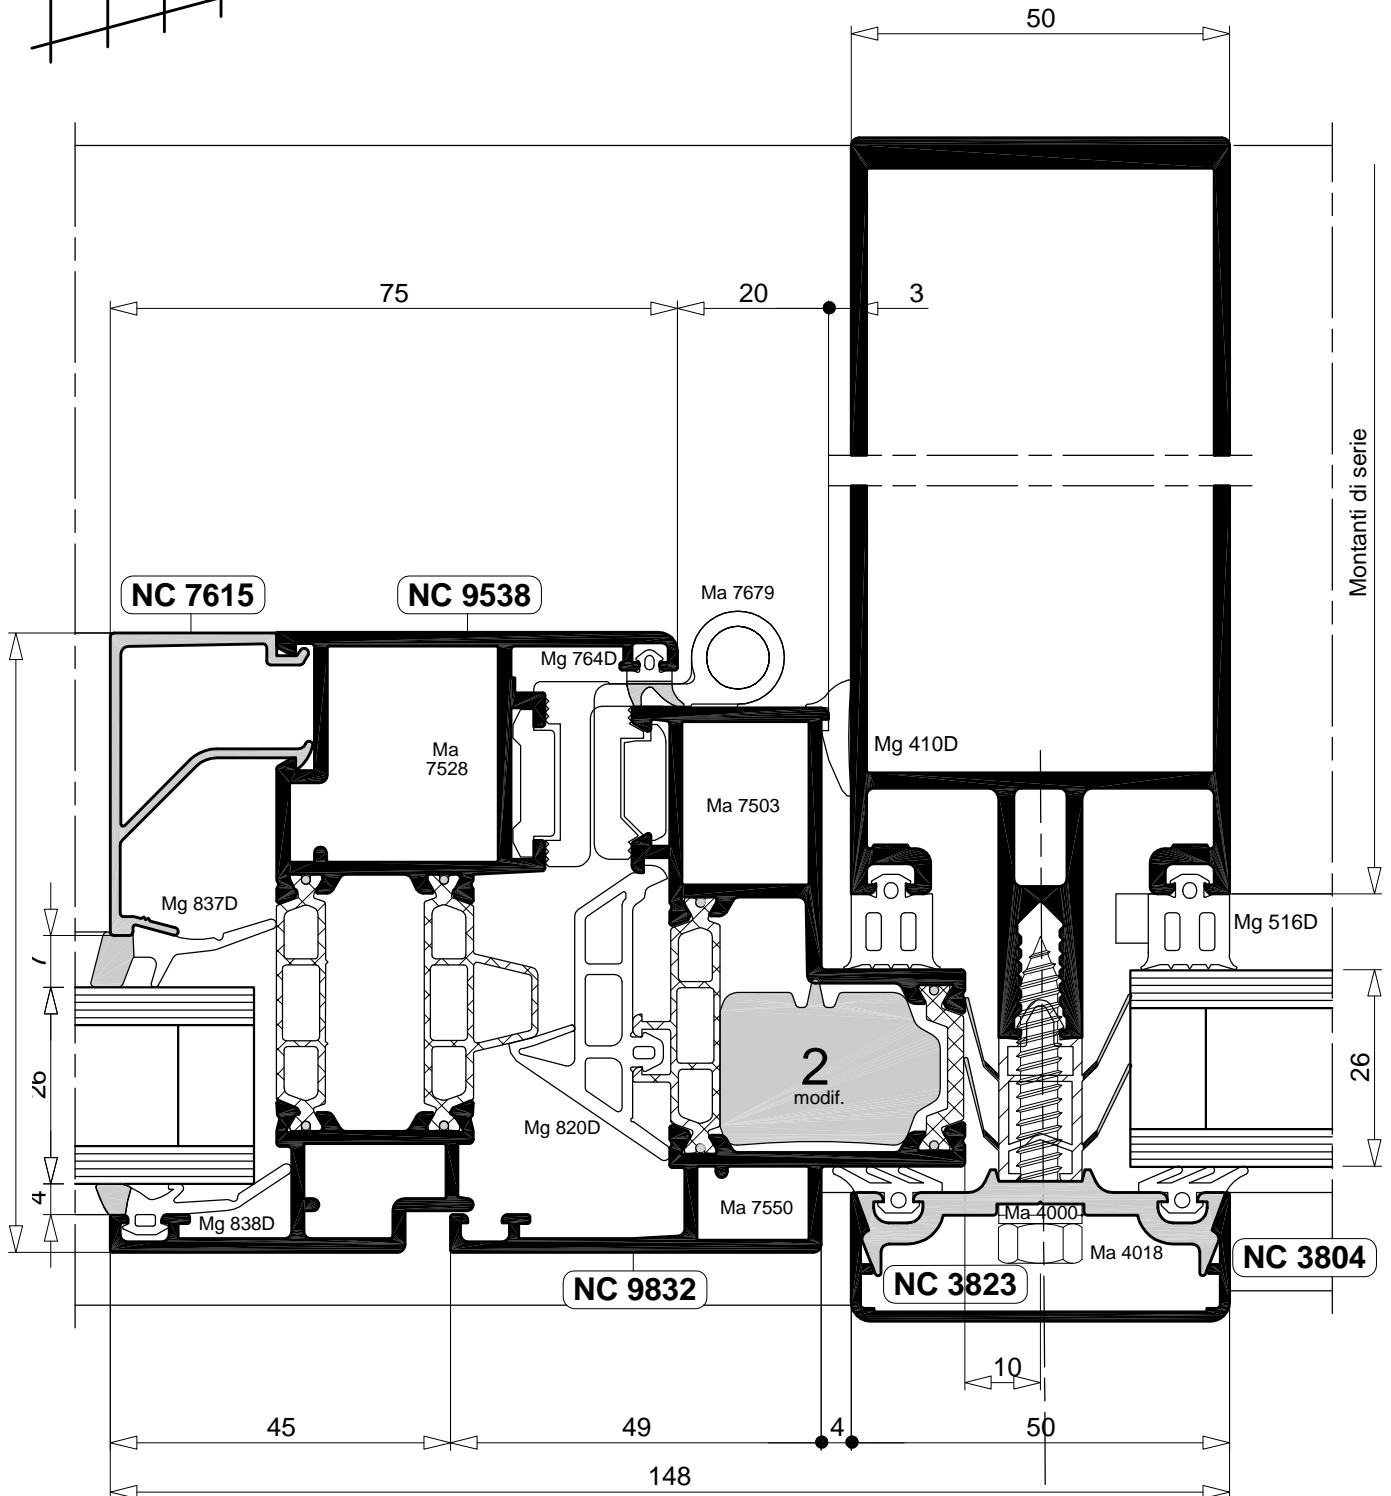 50
75
20
3
Montanti di serie
NC 7615
NC 9538
Ma 7679
Mg 764D
Ma
7528
Mg 410D
Ma 7503
Mg 837D
Mg 516D
7
26
26
2
modif.
Mg 820D
4
Mg 838D
Ma 7550
Ma 4000
Ma 4018
NC 3804
NC 3823
NC 9832
10
45
49
4
50
148